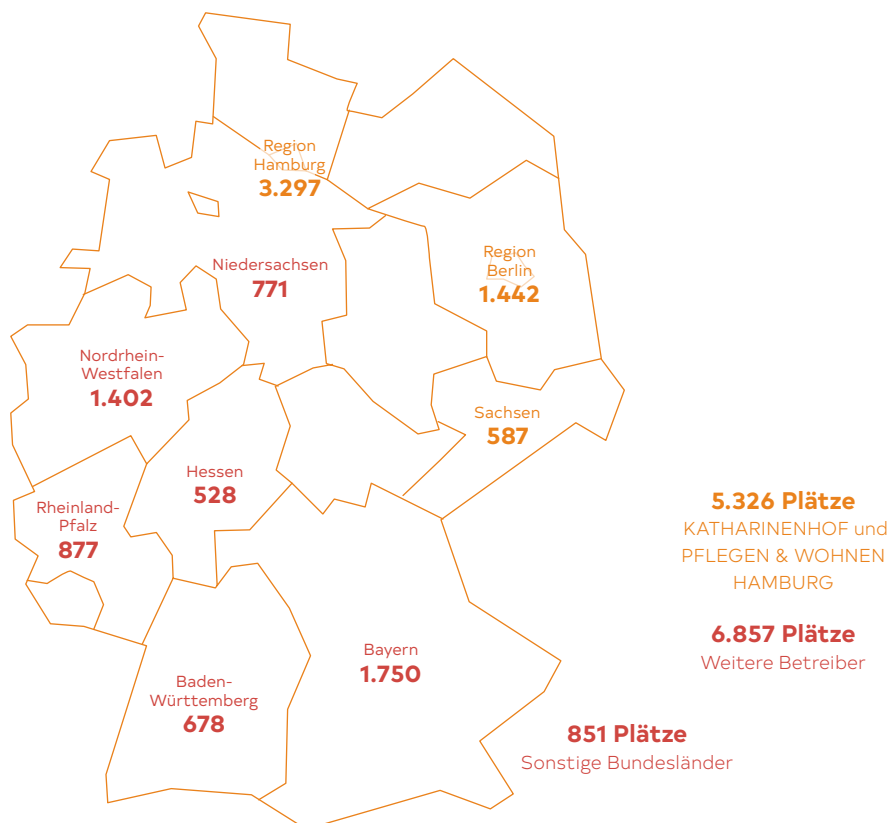 Region
Hamburg
3.297
Region
Berlin
1.442
Niedersachsen
771
Nordrhein-
Westfalen
1.402
Sachsen
587
Hessen
528
Rheinland-
Pfalz
877
5.326 Plätze
KATHARINENHOF und
PFLEGEN & WOHNEN
HAMBURG
6.857 Plätze
Weitere Betreiber
Bayern
1.750
Baden-
Württemberg
678
851 Plätze
Sonstige Bundesländer